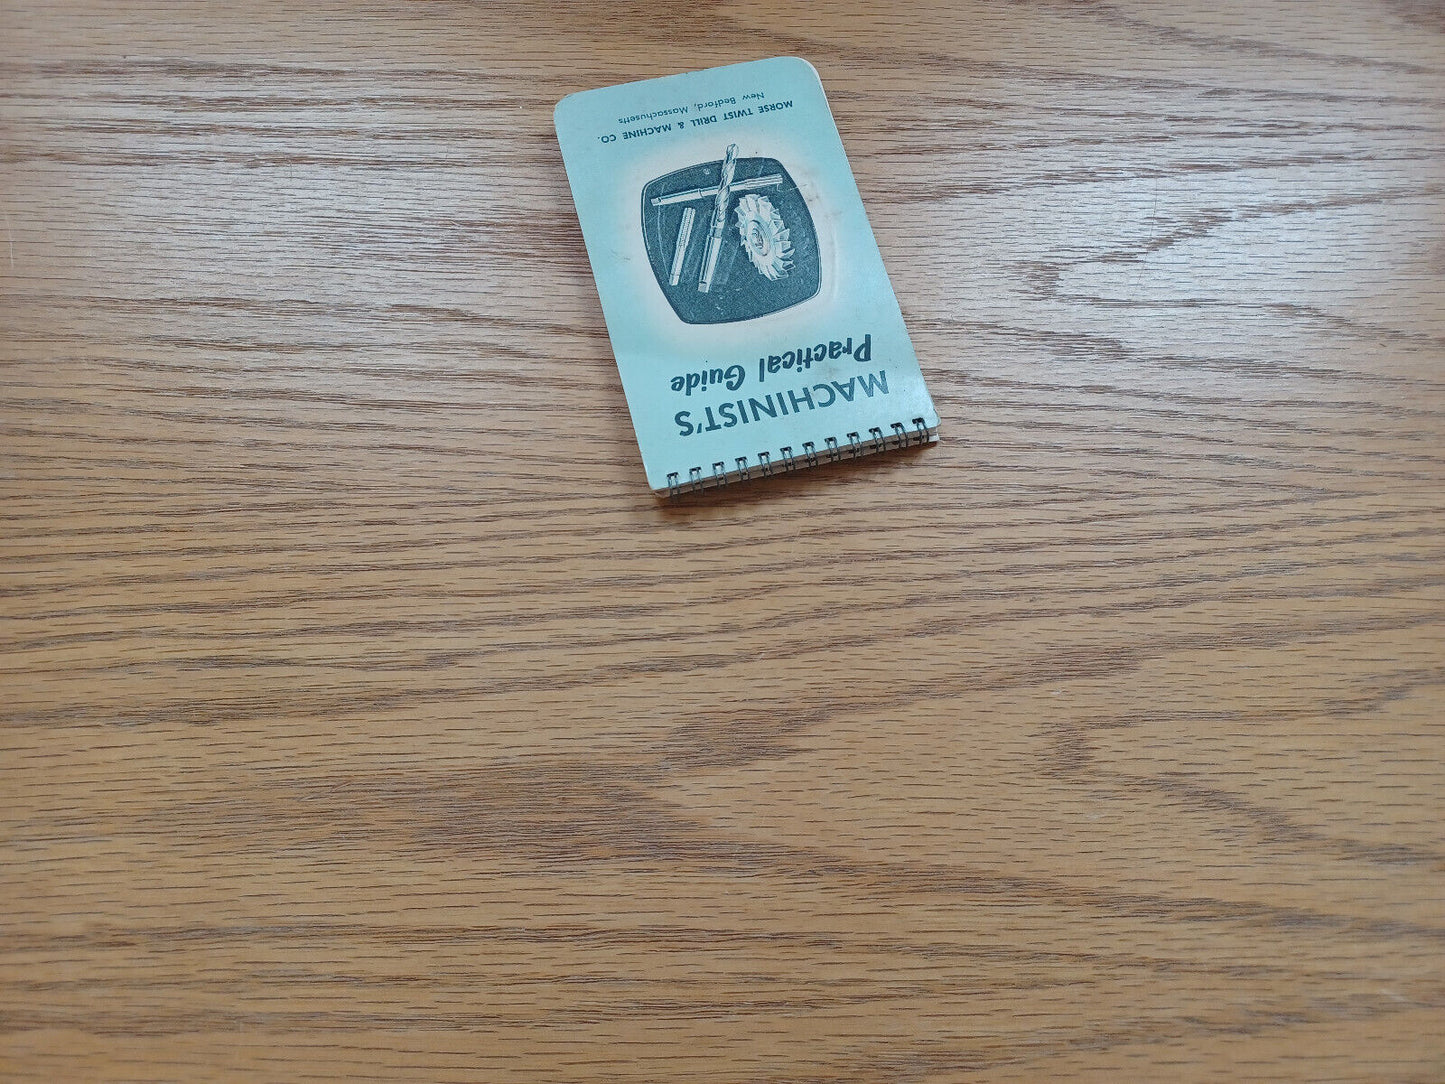 MACHINIST'S
Practical Guide
MORSE TWIST DRILL & MACHINE CO.
New Bedford, Massachusetts